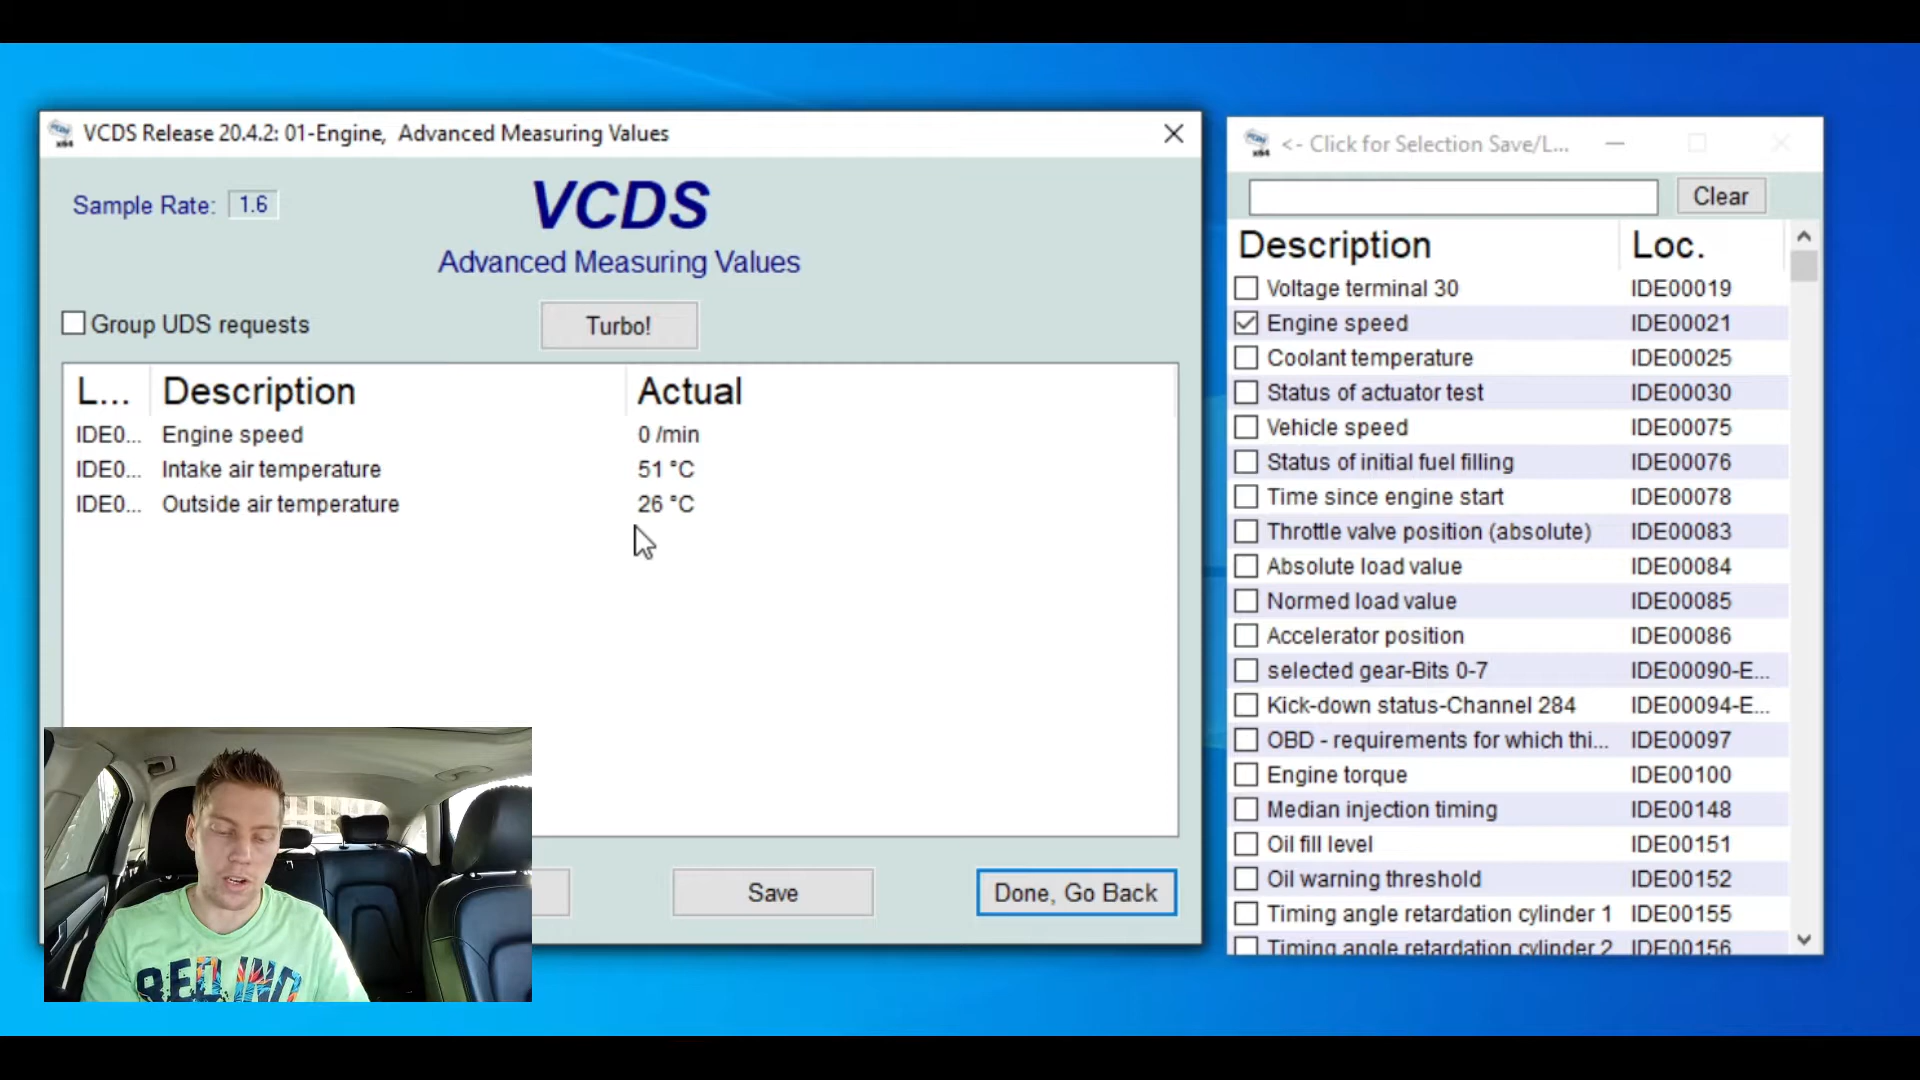 VCDS Release 20.4.2: 01-Engine, Advanced Measuring Values
Sample Rate: 1.6
VCDS
Advanced Measuring Values
Group UDS requests
Turbo!
L... Description Actual
IDE0... Engine speed 0 /min
IDE0... Intake air temperature 51 °C
IDE0... Outside air temperature 26 °C
Save
Done, Go Back
<- Click for Selection Save/L...
Clear
Description Loc.
Voltage terminal 30 IDE00019
Engine speed IDE00021
Coolant temperature IDE00025
Status of actuator test IDE00030
Vehicle speed IDE00075
Status of initial fuel filling IDE00076
Time since engine start IDE00078
Throttle valve position (absolute) IDE00083
Absolute load value IDE00084
Normed load value IDE00085
Accelerator position IDE00086
selected gear-Bits 0-7 IDE00090-E...
Kick-down status-Channel 284 IDE00094-E...
OBD - requirements for which thi... IDE00097
Engine torque IDE00100
Median injection timing IDE00148
Oil fill level IDE00151
Oil warning threshold IDE00152
Timing angle retardation cylinder 1 IDE00155
Timing angle retardation cylinder 2 IDE00156